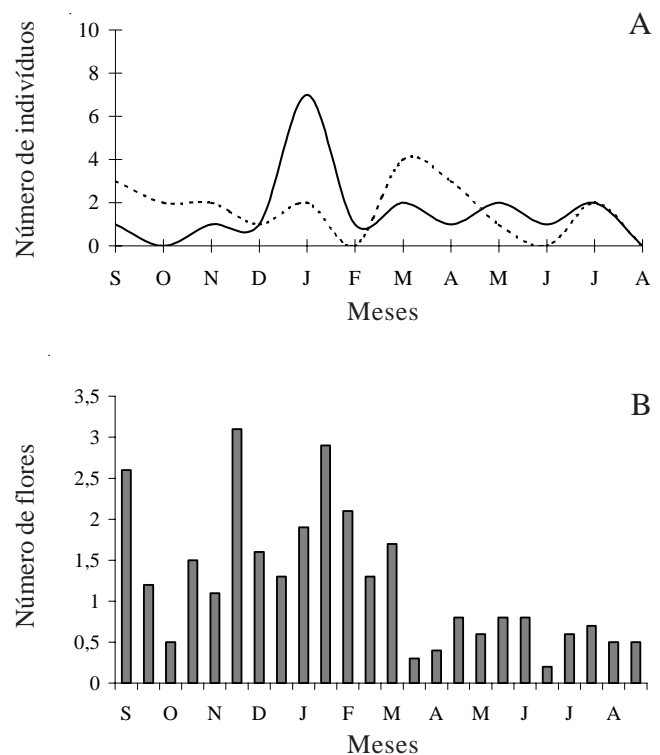 A
Número de indivíduos
10
8
6
4
2
0
S O N D J F M A M J J A
Meses
B
Número de flores
3,5
3
2,5
2
1,5
1
0,5
0
S O N D J F M A M J J A
Meses